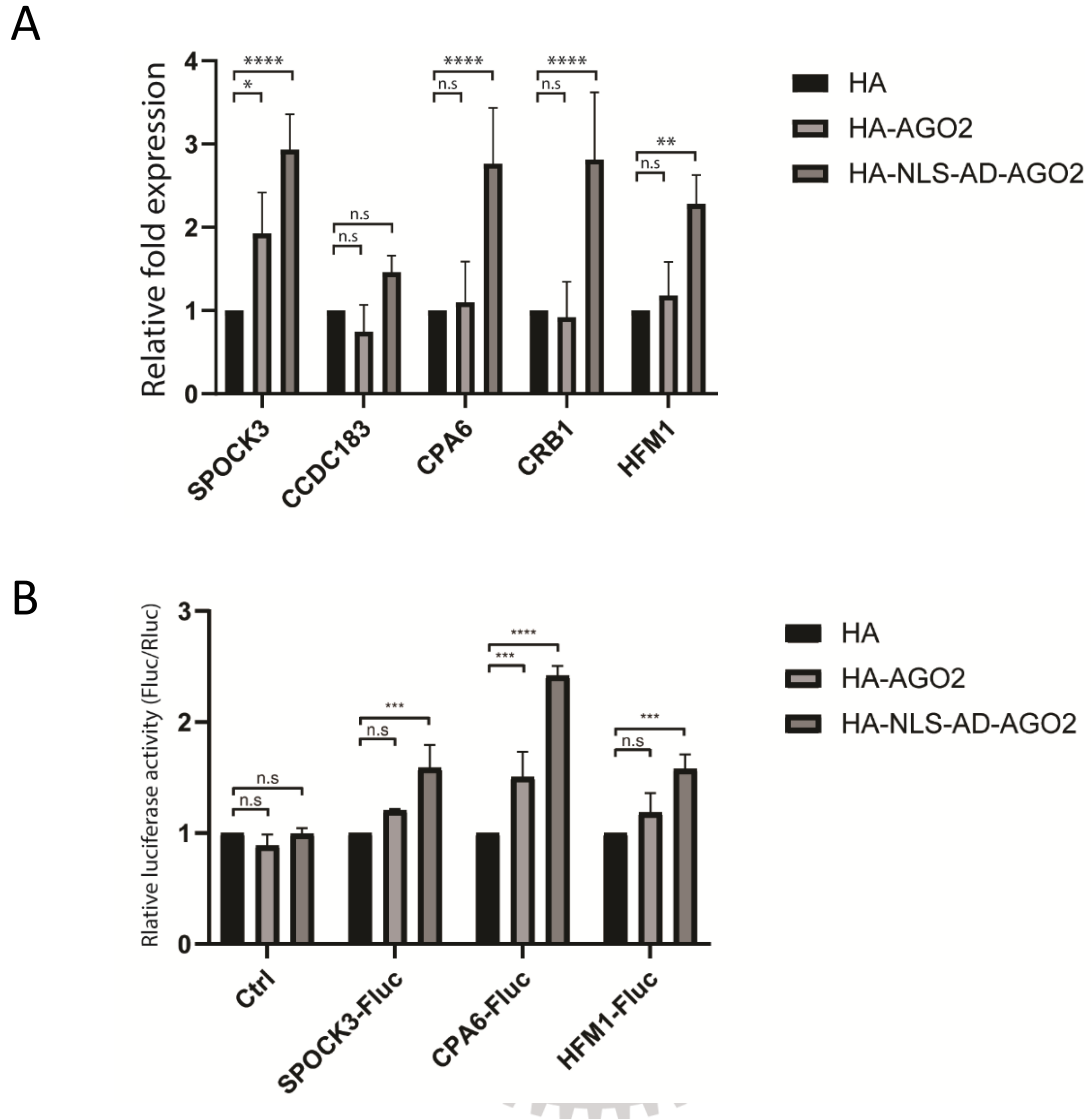 A
Relative fold expression
4
3
2
1
0
****
*
n.s
n.s
****
n.s
****
n.s
**
n.s
SPOCK3
CCDC183
CPA6
CRB1
HFM1
HA
HA-AGO2
HA-NLS-AD-AGO2
B
Rlative luciferase activity (Fluc/Rluc)
3
2
1
0
n.s
n.s
***
n.s
****
***
***
n.s
Ctrl
SPOCK3-Fluc
CPA6-Fluc
HFM1-Fluc
HA
HA-AGO2
HA-NLS-AD-AGO2